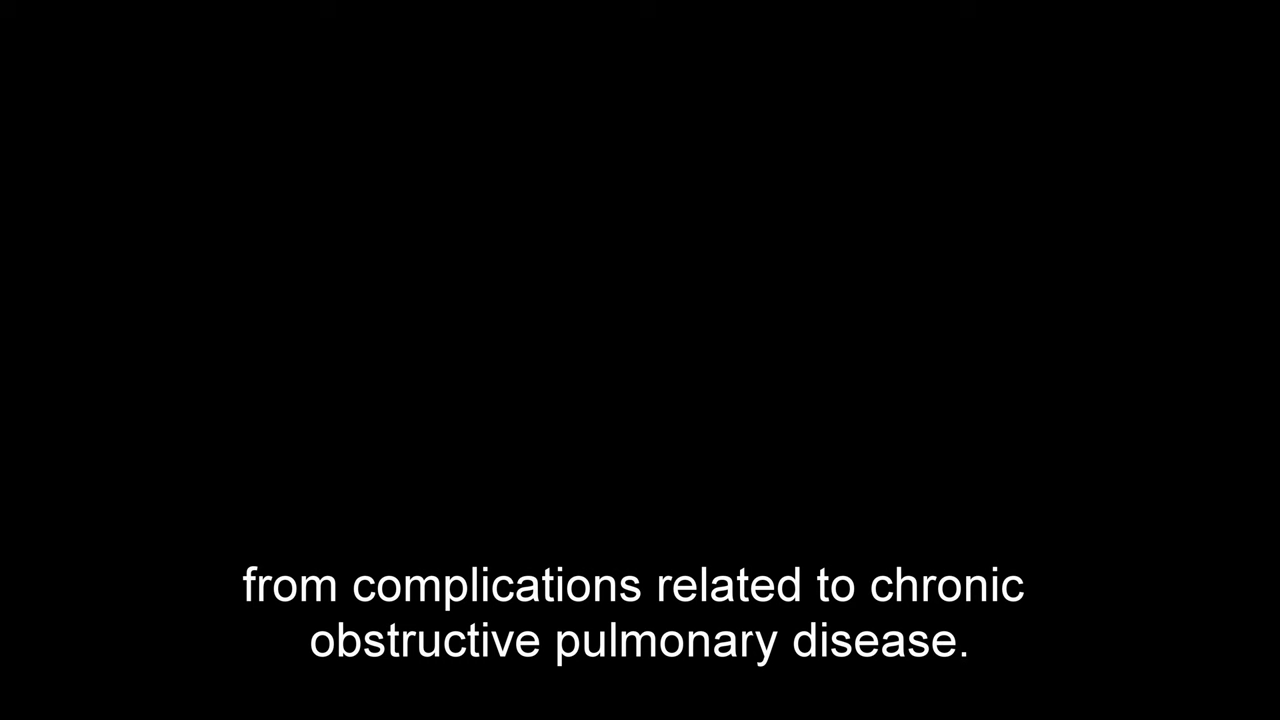 from complications related to chronic
obstructive pulmonary disease.